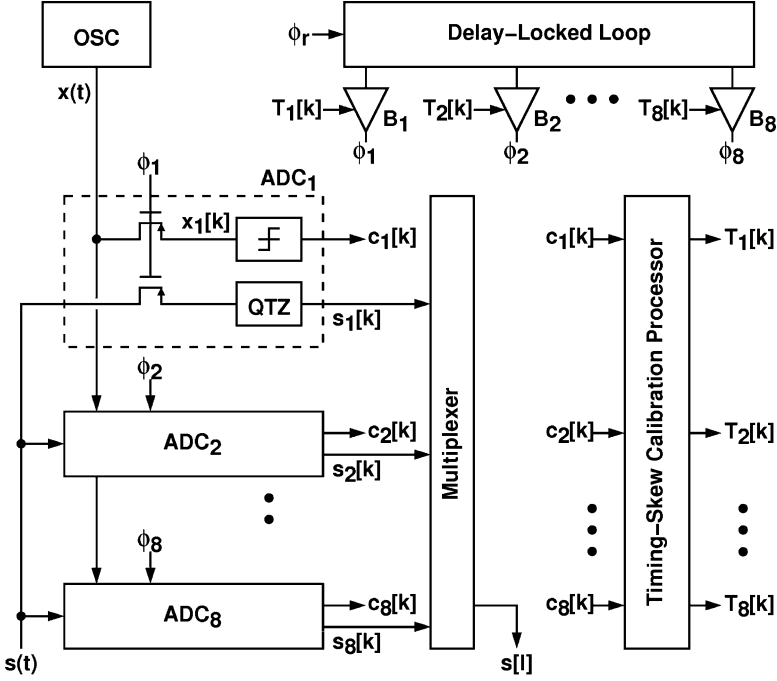 OSC
ϕr
Delay–Locked Loop
x(t)
T1[k]
B1
T2[k]
B2
T8[k]
B8
ϕ1
ϕ2
ϕ8
ϕ1
ADC1
x1[k]
c1[k]
c1[k]
T1[k]
QTZ
s1[k]
ϕ2
ADC2
c2[k]
s2[k]
Multiplexer
Timing–Skew Calibration Processor
c2[k]
T2[k]
ϕ8
ADC8
c8[k]
s8[k]
c8[k]
T8[k]
s(t)
s[l]